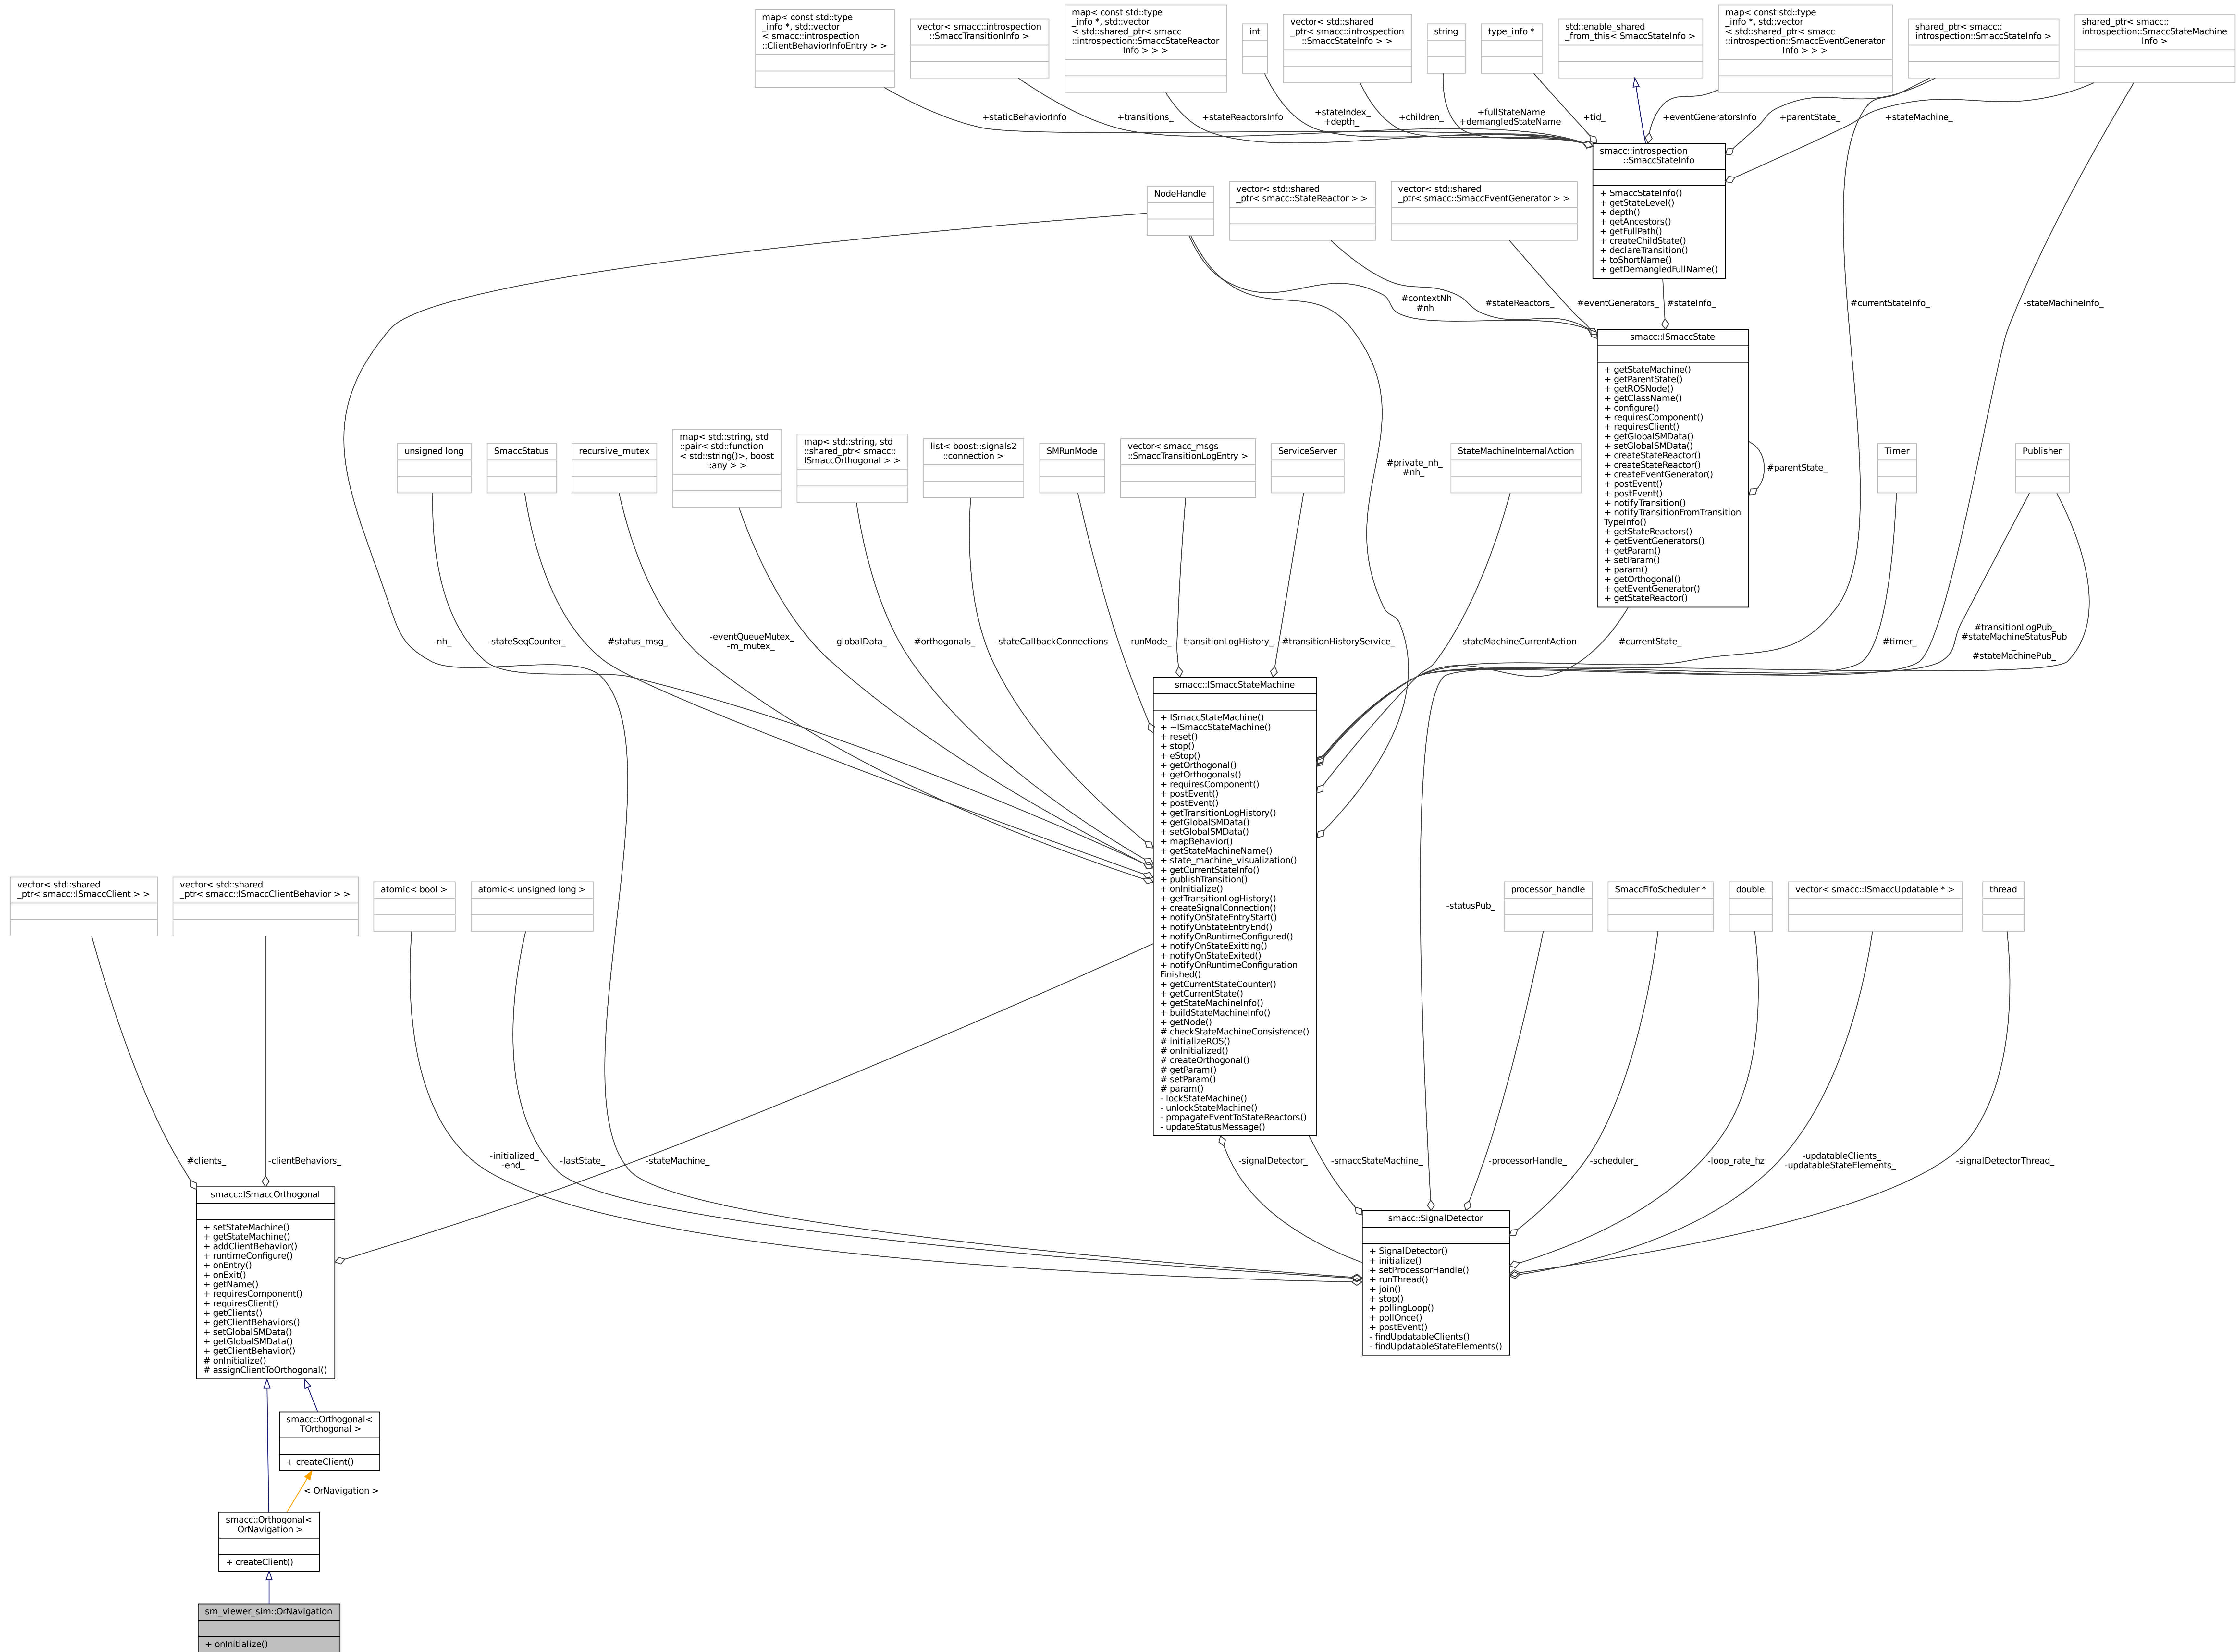 map< const std::type
_info *, std::vector
< smacc::introspection
::ClientBehaviorInfoEntry > >
vector< smacc::introspection
::SmaccTransitionInfo >
map< const std::type
_info *, std::vector
< std::shared_ptr< smacc
::introspection::SmaccStateReactor
Info > > >
int
vector< std::shared
_ptr< smacc::introspection
::SmaccStateInfo > >
string
type_info *
std::enable_shared
_from_this< SmaccStateInfo >
map< const std::type
_info *, std::vector
< std::shared_ptr< smacc
::introspection::SmaccEventGenerator
Info > > >
shared_ptr< smacc::
introspection::SmaccStateInfo >
shared_ptr< smacc::
introspection::SmaccStateMachine
Info >
+staticBehaviorInfo
+transitions_
+stateReactorsInfo
+stateIndex_
+depth_
+children_
+fullStateName
+demangledStateName
+tid_
+eventGeneratorsInfo
+parentState_
+stateMachine_
smacc::introspection
::SmaccStateInfo
+ SmaccStateInfo()
+ getStateLevel()
+ depth()
+ getAncestors()
+ getFullPath()
+ createChildState()
+ declareTransition()
+ toShortName()
+ getDemangledFullName()
NodeHandle
vector< std::shared
_ptr< smacc::StateReactor > >
vector< std::shared
_ptr< smacc::SmaccEventGenerator > >
#contextNh
#nh
#stateReactors_
#eventGenerators_
#stateInfo_
#currentStateInfo_
-stateMachineInfo_
smacc::ISmaccState
+ getStateMachine()
+ getParentState()
+ getROSNode()
+ getClassName()
+ configure()
+ requiresComponent()
+ requiresClient()
+ getGlobalSMData()
+ setGlobalSMData()
+ createStateReactor()
+ createStateReactor()
+ createEventGenerator()
+ postEvent()
+ postEvent()
+ notifyTransition()
+ notifyTransitionFromTransition
TypeInfo()
+ getStateReactors()
+ getEventGenerators()
+ getParam()
+ setParam()
+ param()
+ getOrthogonal()
+ getEventGenerator()
+ getStateReactor()
#parentState_
unsigned long
SmaccStatus
recursive_mutex
map< std::string, std
::pair< std::function
< std::string()>, boost
::any > >
map< std::string, std
::shared_ptr< smacc::
ISmaccOrthogonal > >
list< boost::signals2
::connection >
SMRunMode
vector< smacc_msgs
::SmaccTransitionLogEntry >
ServiceServer
#private_nh_
#nh_
StateMachineInternalAction
Timer
Publisher
-nh_
-stateSeqCounter_
#status_msg_
-eventQueueMutex_
-m_mutex_
-globalData_
#orthogonals_
-stateCallbackConnections
-runMode_
-transitionLogHistory_
#transitionHistoryService_
-stateMachineCurrentAction
#currentState_
#timer_
#transitionLogPub_
#stateMachineStatusPub
_
#stateMachinePub_
smacc::ISmaccStateMachine
+ ISmaccStateMachine()
+ ~ISmaccStateMachine()
+ reset()
+ stop()
+ eStop()
+ getOrthogonal()
+ getOrthogonals()
+ requiresComponent()
+ postEvent()
+ postEvent()
+ getTransitionLogHistory()
+ getGlobalSMData()
+ setGlobalSMData()
+ mapBehavior()
+ getStateMachineName()
+ state_machine_visualization()
+ getCurrentStateInfo()
+ publishTransition()
+ onInitialize()
+ getTransitionLogHistory()
+ createSignalConnection()
+ notifyOnStateEntryStart()
+ notifyOnStateEntryEnd()
+ notifyOnRuntimeConfigured()
+ notifyOnStateExitting()
+ notifyOnStateExited()
+ notifyOnRuntimeConfiguration
Finished()
+ getCurrentStateCounter()
+ getCurrentState()
+ getStateMachineInfo()
+ buildStateMachineInfo()
+ getNode()
# checkStateMachineConsistence()
# initializeROS()
# onInitialized()
# createOrthogonal()
# getParam()
# setParam()
# param()
- lockStateMachine()
- unlockStateMachine()
- propagateEventToStateReactors()
- updateStatusMessage()
vector< std::shared
_ptr< smacc::ISmaccClient > >
vector< std::shared
_ptr< smacc::ISmaccClientBehavior > >
atomic< bool >
atomic< unsigned long >
-statusPub_
processor_handle
SmaccFifoScheduler *
double
vector< smacc::ISmaccUpdatable * >
thread
#clients_
-clientBehaviors_
-initialized_
-end_
-lastState_
-stateMachine_
-signalDetector_
-smaccStateMachine_
-processorHandle_
-scheduler_
-loop_rate_hz
-updatableClients_
-updatableStateElements_
-signalDetectorThread_
smacc::ISmaccOrthogonal
+ setStateMachine()
+ getStateMachine()
+ addClientBehavior()
+ runtimeConfigure()
+ onEntry()
+ onExit()
+ getName()
+ requiresComponent()
+ requiresClient()
+ getClients()
+ getClientBehaviors()
+ setGlobalSMData()
+ getGlobalSMData()
+ getClientBehavior()
# onInitialize()
# assignClientToOrthogonal()
smacc::SignalDetector
+ SignalDetector()
+ initialize()
+ setProcessorHandle()
+ runThread()
+ join()
+ stop()
+ pollingLoop()
+ pollOnce()
+ postEvent()
- findUpdatableClients()
- findUpdatableStateElements()
smacc::Orthogonal<
TOrthogonal >
+ createClient()
< OrNavigation >
smacc::Orthogonal<
OrNavigation >
+ createClient()
sm_viewer_sim::OrNavigation
+ onInitialize()